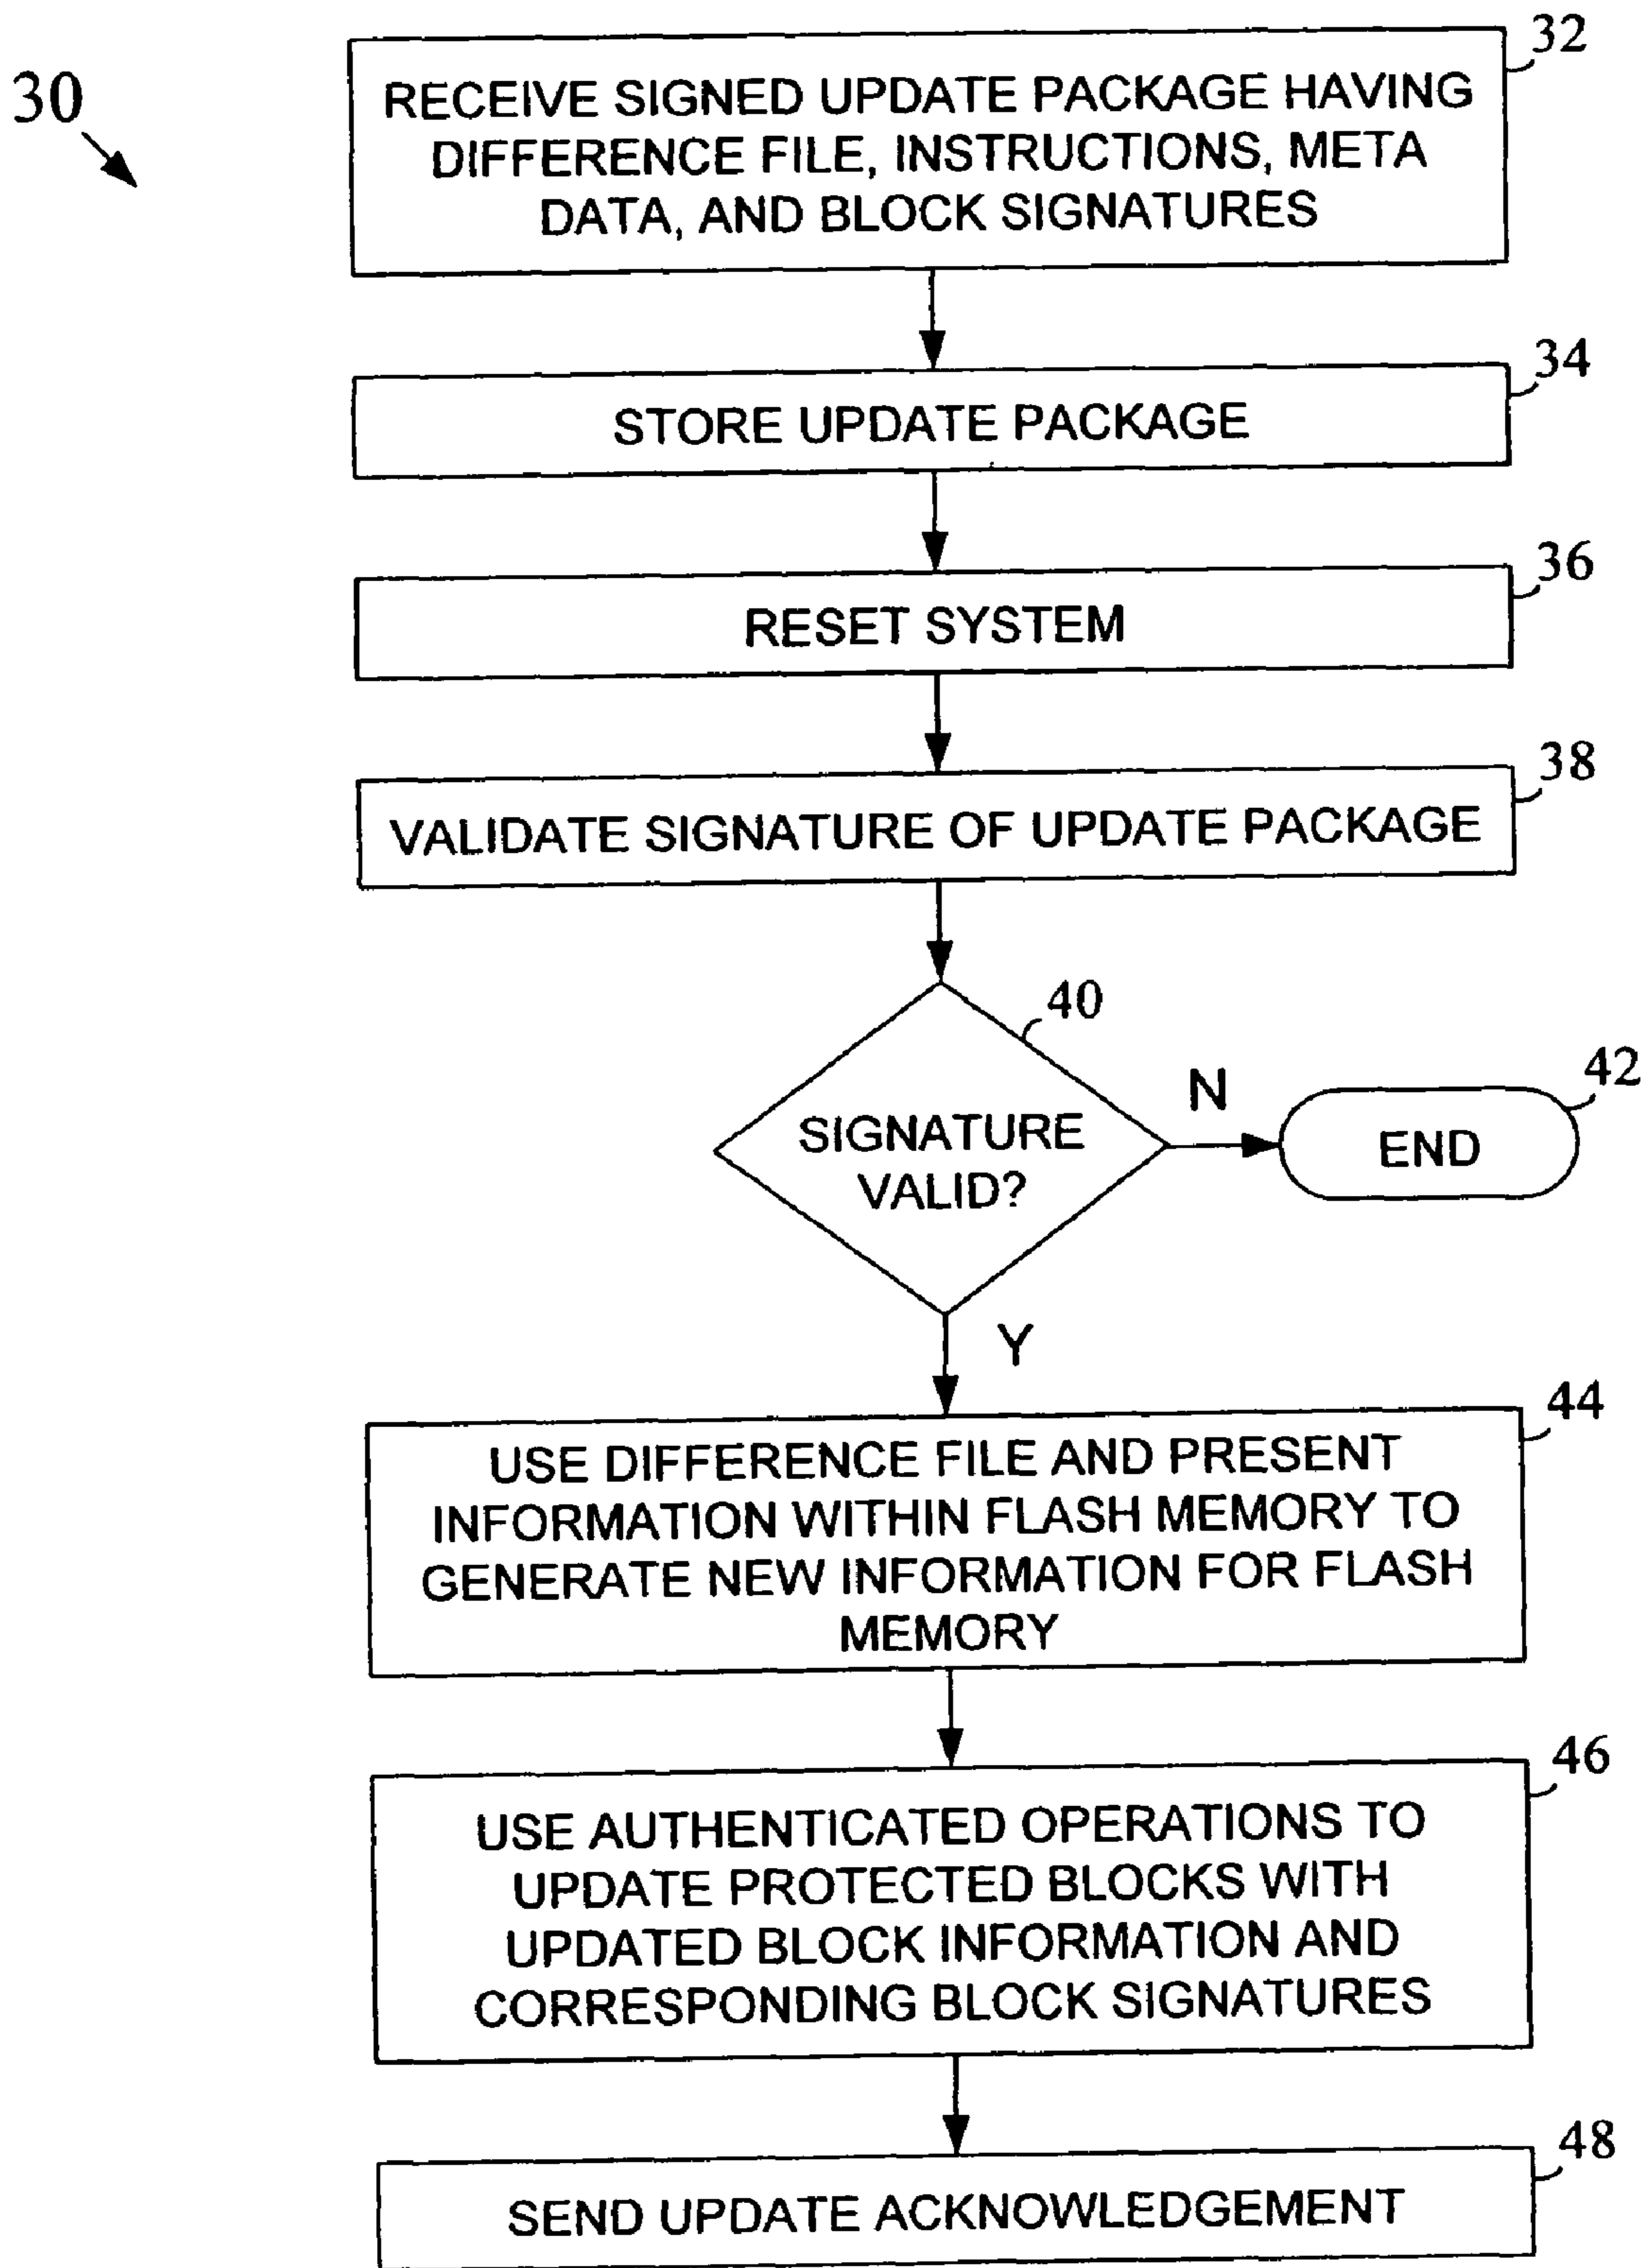 30
32
RECEIVE SIGNED UPDATE PACKAGE HAVING
DIFFERENCE FILE, INSTRUCTIONS, META
DATA, AND BLOCK SIGNATURES
34
STORE UPDATE PACKAGE
36
RESET SYSTEM
38
VALIDATE SIGNATURE OF UPDATE PACKAGE
40
SIGNATURE
VALID?
N
42
END
Y
44
USE DIFFERENCE FILE AND PRESENT
INFORMATION WITHIN FLASH MEMORY TO
GENERATE NEW INFORMATION FOR FLASH
MEMORY
46
USE AUTHENTICATED OPERATIONS TO
UPDATE PROTECTED BLOCKS WITH
UPDATED BLOCK INFORMATION AND
CORRESPONDING BLOCK SIGNATURES
48
SEND UPDATE ACKNOWLEDGEMENT